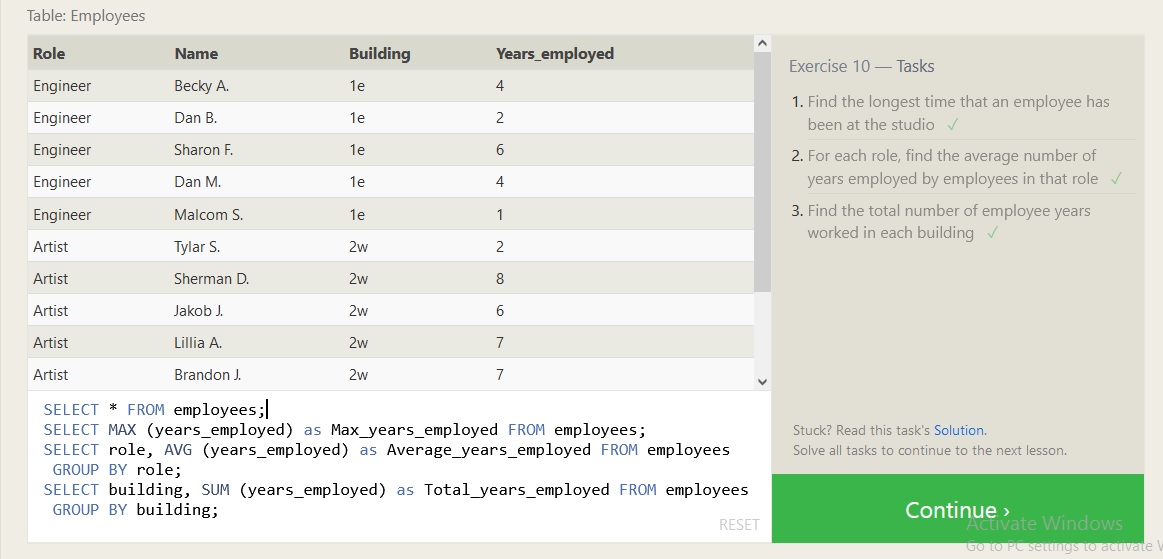 Table: Employees
Role Name Building Years_employed
Engineer Becky A. 1e 4
Engineer Dan B. 1e 2
Engineer Sharon F. 1e 6
Engineer Dan M. 1e 4
Engineer Malcom S. 1e 1
Artist Tylar S. 2w 2
Artist Sherman D. 2w 8
Artist Jakob J. 2w 6
Artist Lillia A. 2w 7
Artist Brandon J. 2w 7
SELECT * FROM employees;
SELECT MAX (years_employed) as Max_years_employed FROM employees;
SELECT role, AVG (years_employed) as Average_years_employed FROM employees
GROUP BY role;
SELECT building, SUM (years_employed) as Total_years_employed FROM employees
GROUP BY building;
RESET
Exercise 10 — Tasks
1. Find the longest time that an employee has
been at the studio ✓
2. For each role, find the average number of
years employed by employees in that role ✓
3. Find the total number of employee years
worked in each building ✓
Stuck? Read this task's Solution.
Solve all tasks to continue to the next lesson.
Continue ›
Activate Windows
Go to PC settings to activate W